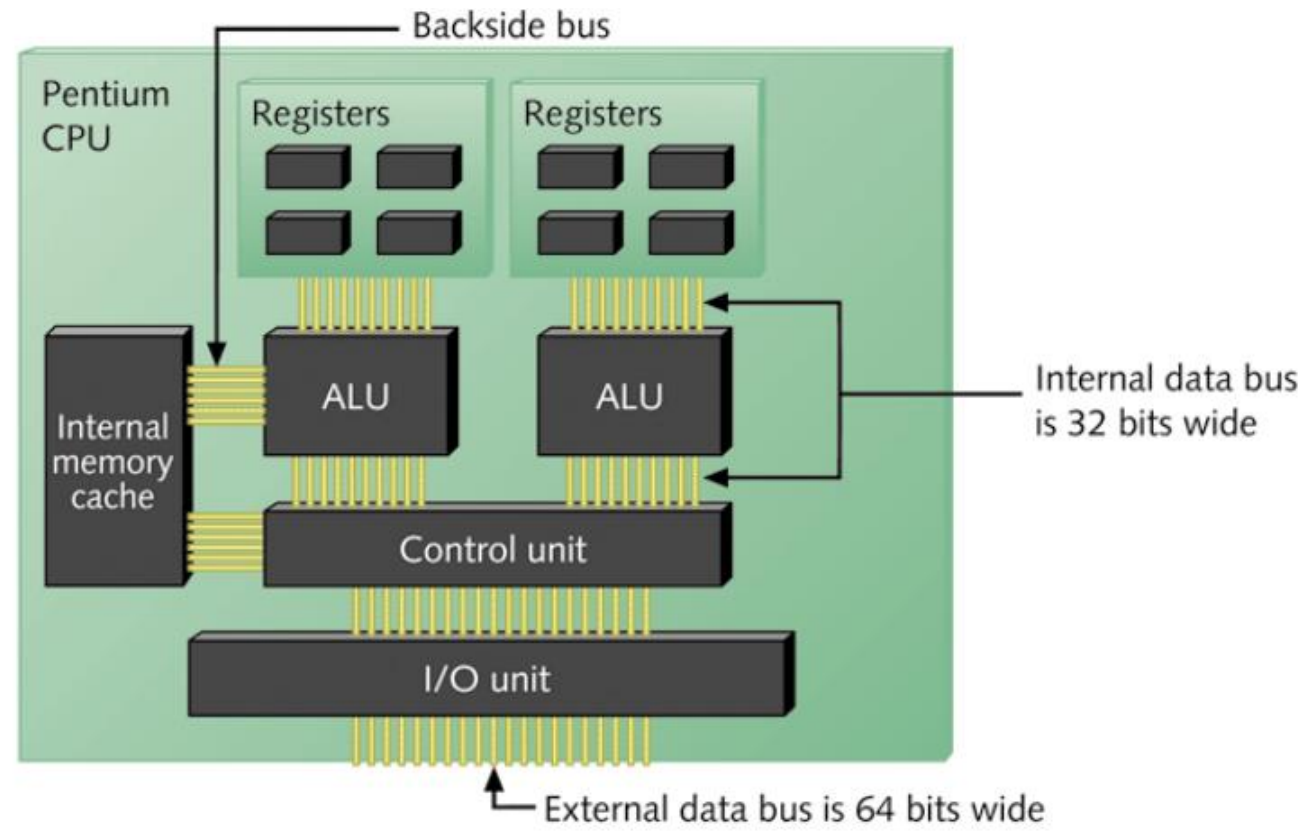 Backside bus
Pentium
CPU
Registers
Registers
ALU
ALU
Internal data bus
is 32 bits wide
Internal
memory
cache
Control unit
I/O unit
External data bus is 64 bits wide